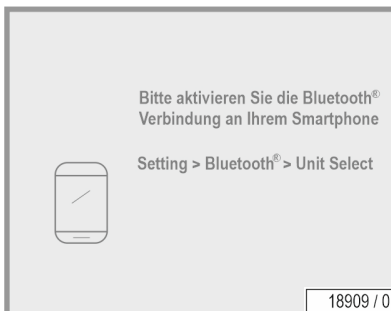 Bitte aktivieren Sie die Bluetooth®
Verbindung an Ihrem Smartphone
Setting > Bluetooth® > Unit Select
18909 / 0